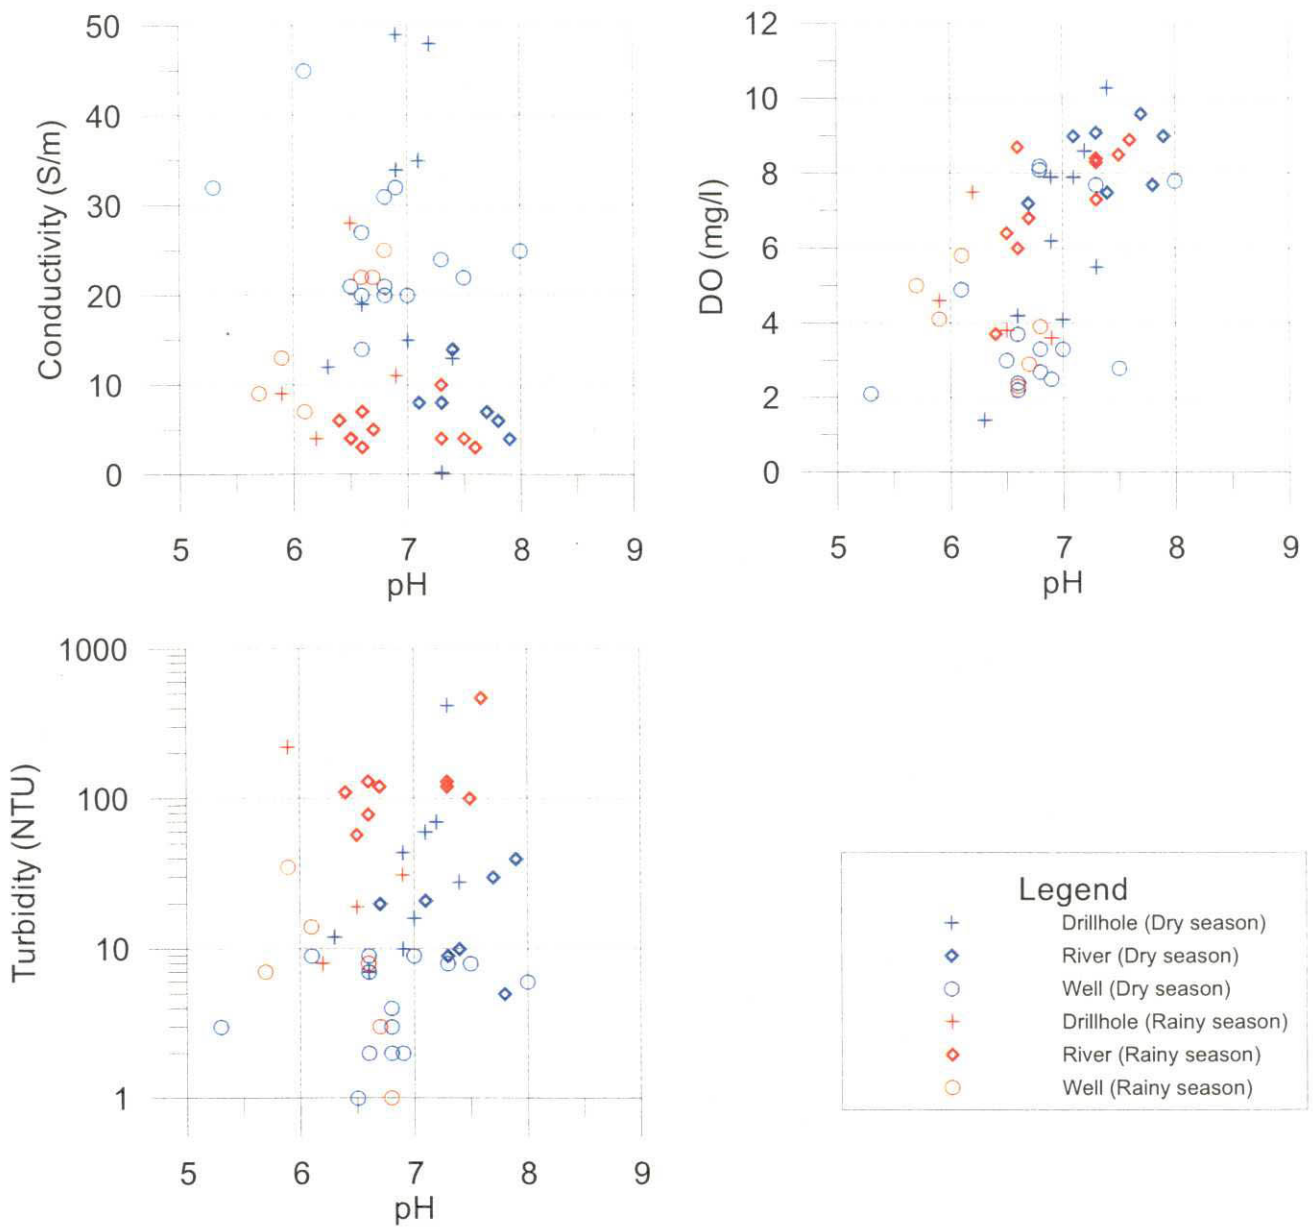 50
40
30
20
10
0
Conductivity (S/m)
5 6 7 8 9
pH
12
10
8
6
4
2
0
DO (mg/l)
5 6 7 8 9
pH
1000
100
10
1
Turbidity (NTU)
5 6 7 8 9
pH
Legend
Drillhole (Dry season)
River (Dry season)
Well (Dry season)
Drillhole (Rainy season)
River (Rainy season)
Well (Rainy season)